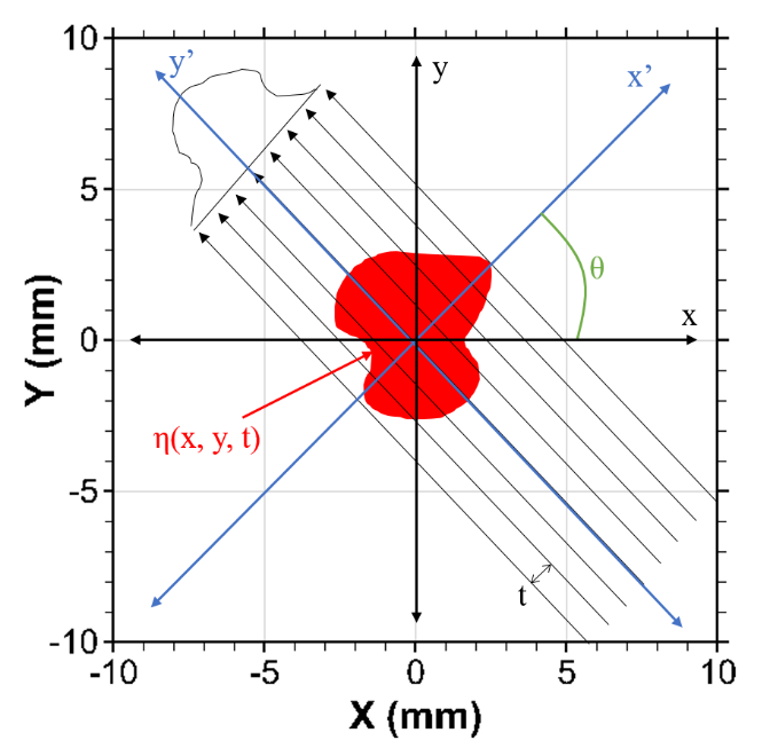 10
y’
y
x’
5
θ
x
0
Y (mm)
η(x, y, t)
-5
t
-10
-10 -5 0 5 10
X (mm)